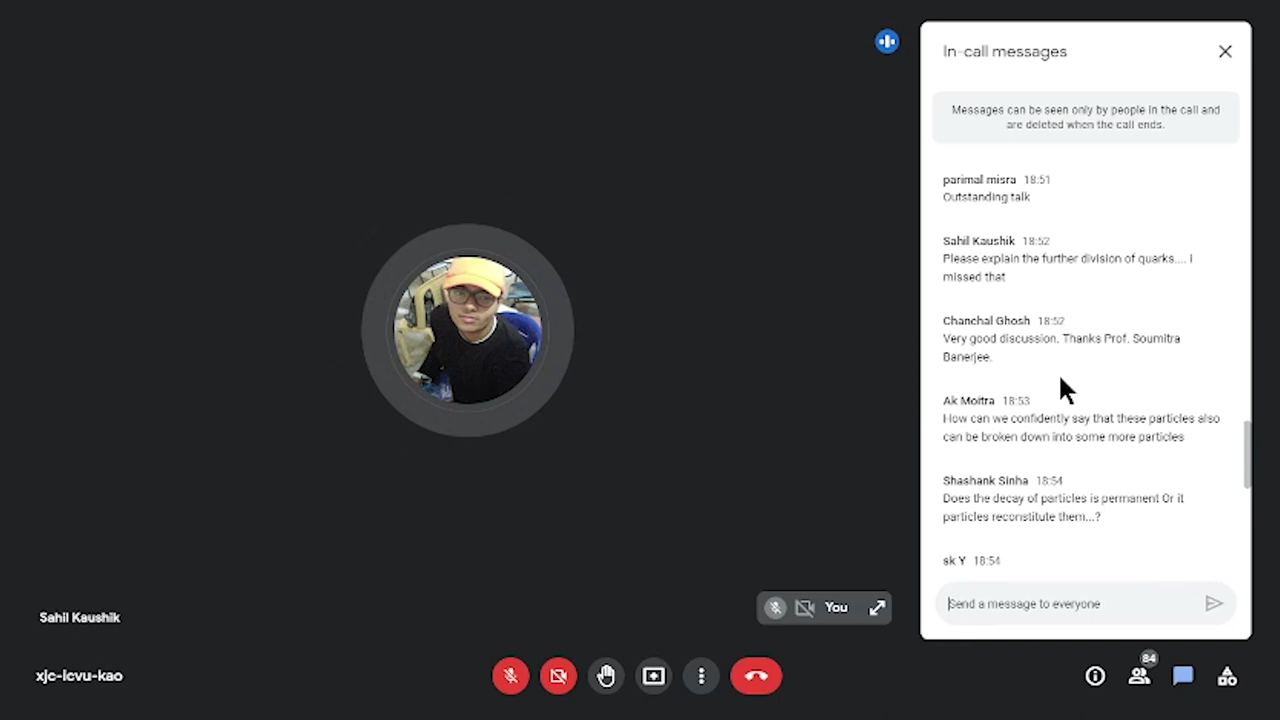 In-call messages
Messages can be seen only by people in the call and
are deleted when the call ends.
parimal misra 18:51
Outstanding talk
Sahil Kaushik 18:52
Please explain the further division of quarks.... i
missed that
Chanchal Ghosh 18:52
Very good discussion. Thanks Prof. Soumitra
Banerjee.
Ak Moitra 18:53
How can we confidently say that these particles also
can be broken down into some more particles
Shashank Sinha 18:54
Does the decay of particles is permanent Or it
particles reconstitute them...?
sk Y 18:54
Send a message to everyone
You
Sahil Kaushik
xjc-icvu-kao
84